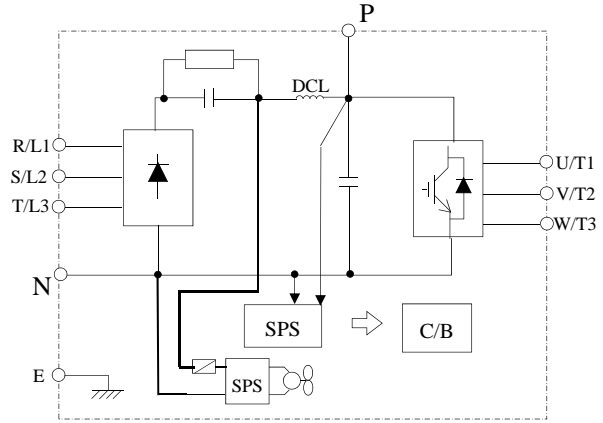 P
DCL
R/L1
S/L2
T/L3
U/T1
V/T2
W/T3
N
SPS
C/B
E
SPS